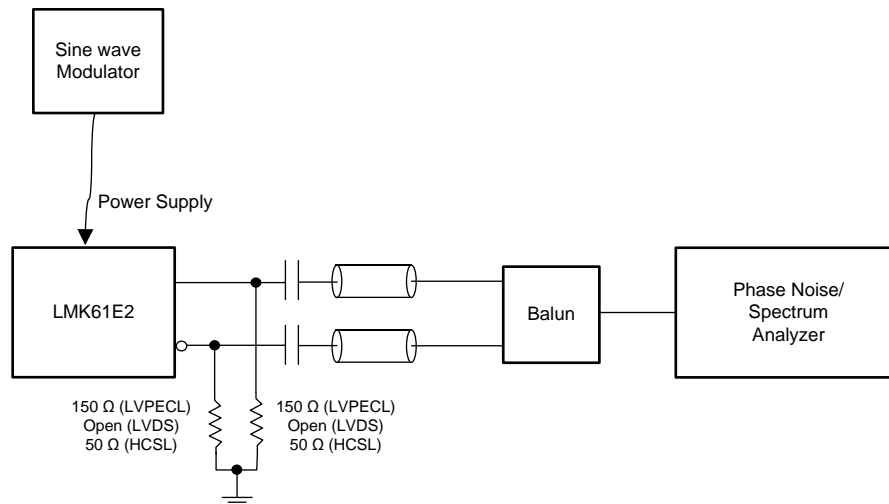 Sine wave
Modulator
Power Supply
LMK61E2
Balun
Phase Noise/
Spectrum
Analyzer
150 Ω (LVPECL)
Open (LVDS)
50 Ω (HCSL)
150 Ω (LVPECL)
Open (LVDS)
50 Ω (HCSL)